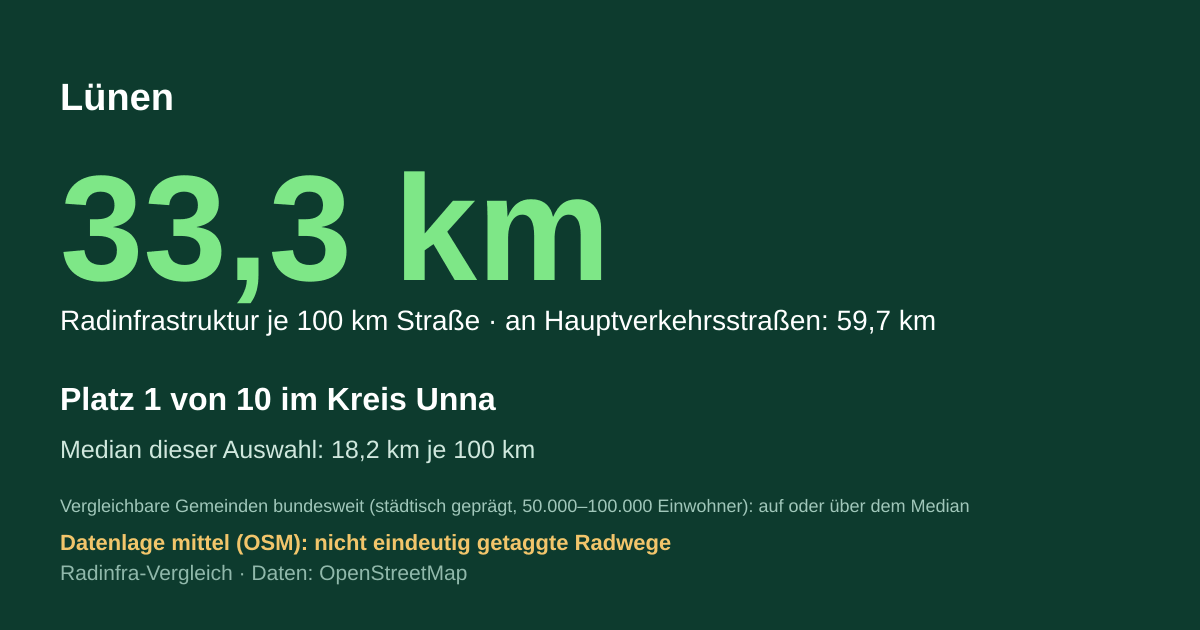 Lünen
33,3 km
Radinfrastruktur je 100 km Straße · an Hauptverkehrsstraßen: 59,7 km
Platz 1 von 10 im Kreis Unna
Median dieser Auswahl: 18,2 km je 100 km
Vergleichbare Gemeinden bundesweit (städtisch geprägt, 50.000–100.000 Einwohner): auf oder über dem Median
Datenlage mittel (OSM): nicht eindeutig getaggte Radwege
Radinfra-Vergleich · Daten: OpenStreetMap